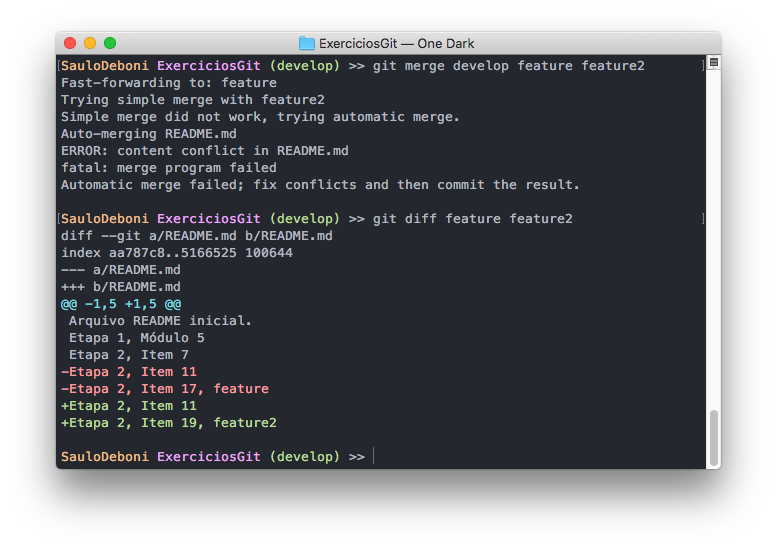 ExerciciosGit — One Dark
[SauloDeboni ExerciciosGit (develop) >> git merge develop feature feature2 ]
Fast-forwarding to: feature
Trying simple merge with feature2
Simple merge did not work, trying automatic merge.
Auto-merging README.md
ERROR: content conflict in README.md
fatal: merge program failed
Automatic merge failed; fix conflicts and then commit the result.
[SauloDeboni ExerciciosGit (develop) >> git diff feature feature2 ]
diff --git a/README.md b/README.md
index aa787c8..5166525 100644
--- a/README.md
+++ b/README.md
@@ -1,5 +1,5 @@
 Arquivo README inicial.
 Etapa 1, Módulo 5
 Etapa 2, Item 7
-Etapa 2, Item 11
-Etapa 2, Item 17, feature
+Etapa 2, Item 11
+Etapa 2, Item 19, feature2
SauloDeboni ExerciciosGit (develop) >>